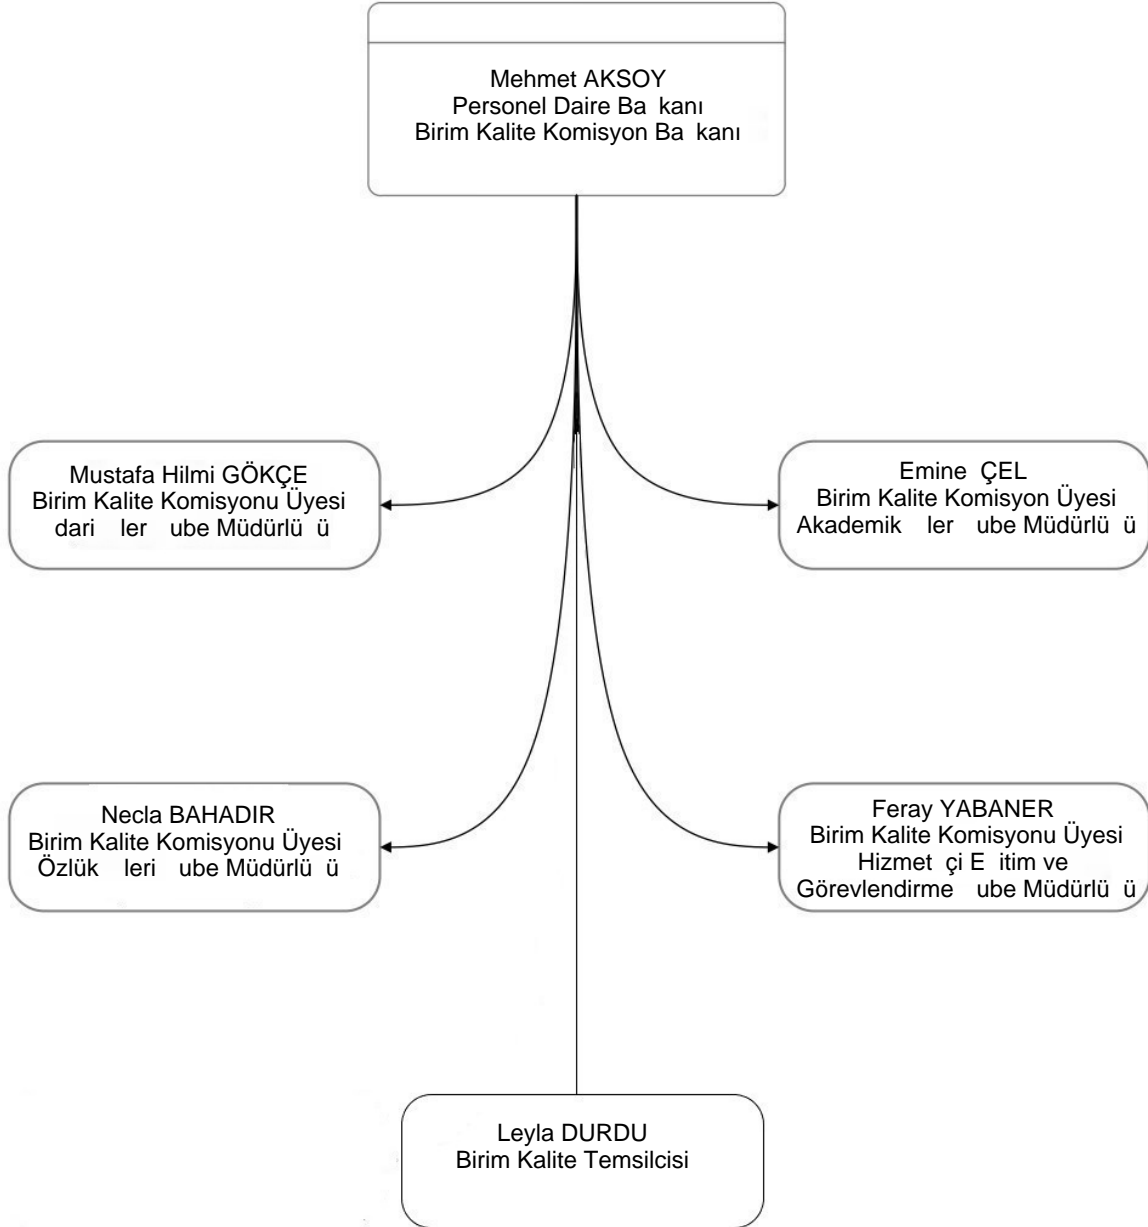 Mehmet AKSOY
Personel Daire Ba kanı
Birim Kalite Komisyon Ba kanı
Mustafa Hilmi GÖKÇE
Birim Kalite Komisyonu Üyesi
dari ler ube Müdürlü ü
Emine ÇEL
Birim Kalite Komisyon Üyesi
Akademik ler ube Müdürlü ü
Necla BAHADIR
Birim Kalite Komisyonu Üyesi
Özlük leri ube Müdürlü ü
Feray YABANER
Birim Kalite Komisyonu Üyesi
Hizmet çi E itim ve
Görevlendirme ube Müdürlü ü
Leyla DURDU
Birim Kalite Temsilcisi